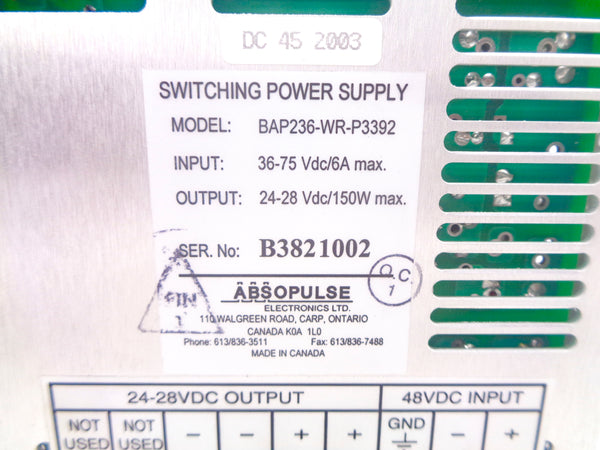 DC 45 2003
SWITCHING POWER SUPPLY
MODEL: BAP236-WR-P3392
INPUT: 36-75 Vdc/6A max.
OUTPUT: 24-28 Vdc/150W max.
SER. No: B3821002
Q.C
1
ABSOPULSE
ELECTRONICS LTD.
110 WALGREEN ROAD, CARP, ONTARIO
CANADA K0A 1L0
Phone: 613/836-3511 Fax: 613/836-7488
MADE IN CANADA
1
24-28VDC OUTPUT 48VDC INPUT
NOT NOT - - + + GND - +
USED USED